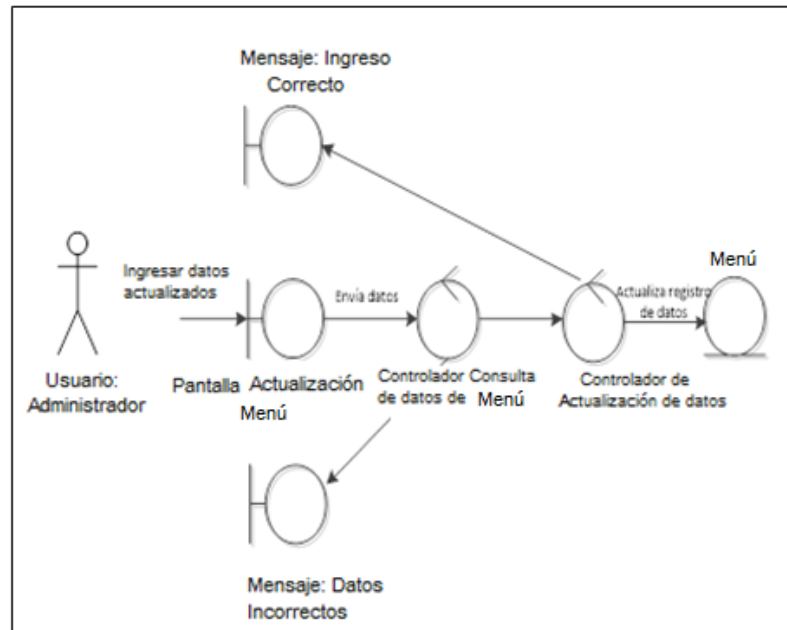 Mensaje: Ingreso
Correcto
Menú
Ingresar datos
actualizados
Envía datos
Actualiza registro
de datos
Usuario:
Administrador
Pantalla Actualización
Menú
Controlador Consulta
de datos de Menú
Controlador de
Actualización de datos
Mensaje: Datos
Incorrectos